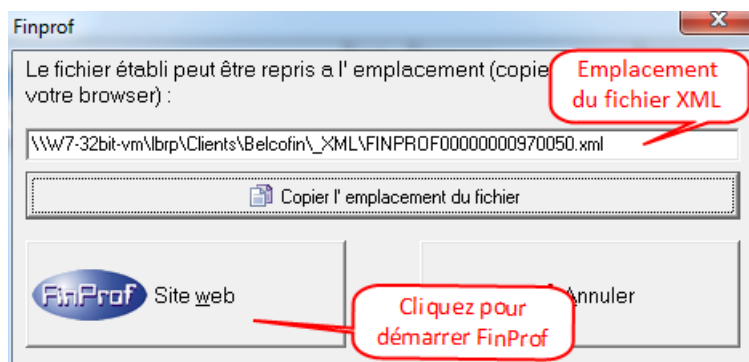 Finprof
X
Le fichier établi peut être repris a l' emplacement (copie
votre browser) :
Emplacement
du fichier XML
\\W7-32bit-vm\lbrp\Clients\Belcofin\_XML\FINPROF00000000970050.xml
Copier l' emplacement du fichier
FinProf Site web
Annuler
Cliquez pour
démarrer FinProf